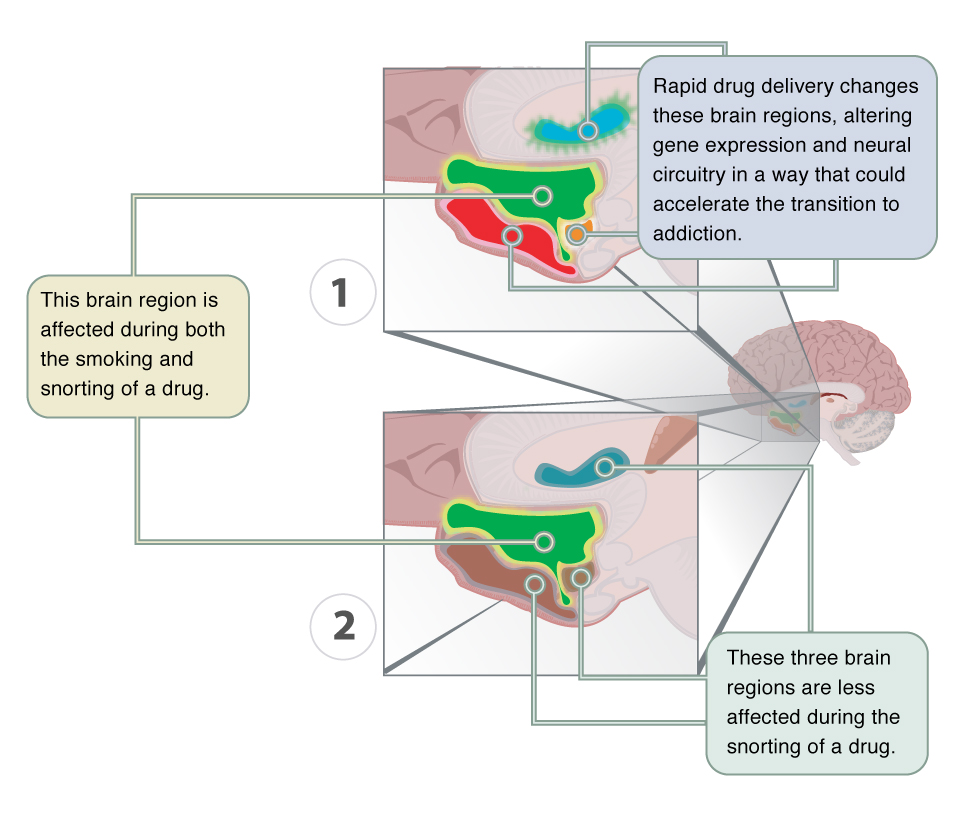 Rapid drug delivery changes
these brain regions, altering
gene expression and neural
circuitry in a way that could
accelerate the transition to
addiction.
1
This brain region is
affected during both
the smoking and
snorting of a drug.
2
These three brain
regions are less
affected during the
snorting of a drug.